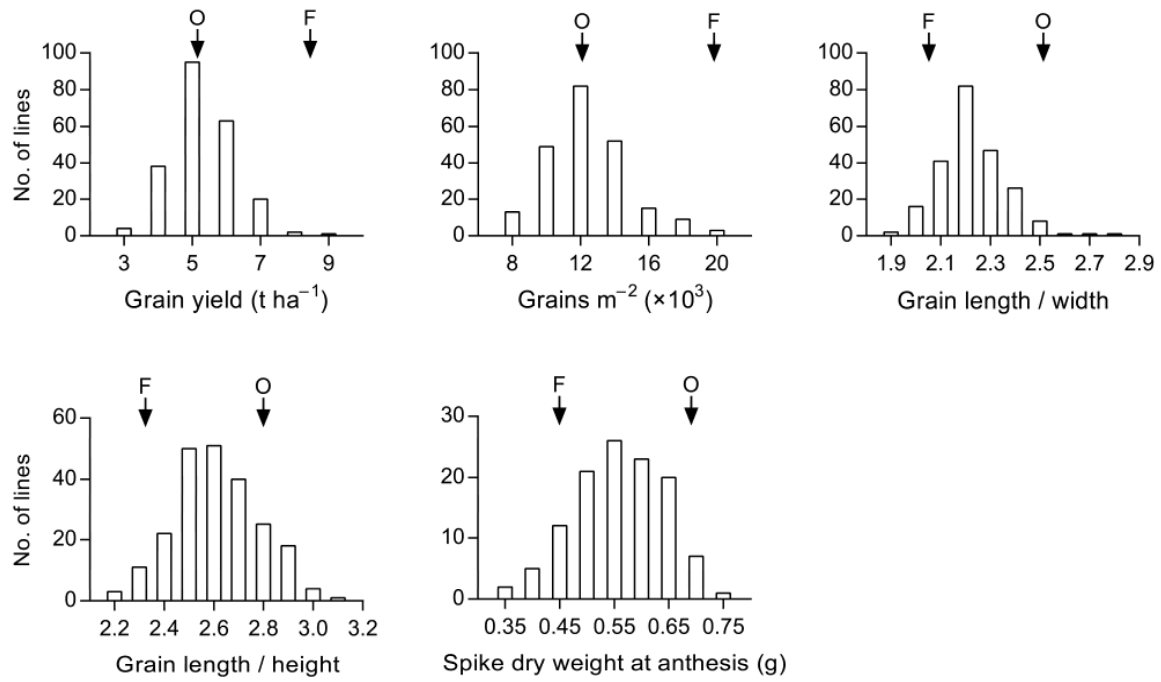 O F
100
80
60
40
20
0
No. of lines
3 5 7 9
Grain yield (t ha⁻¹)
O F
100
80
60
40
20
0
8 12 16 20
Grains m⁻² (×10³)
F O
100
80
60
40
20
0
1.9 2.1 2.3 2.5 2.7 2.9
Grain length / width
F O
60
40
20
0
No. of lines
2.2 2.4 2.6 2.8 3.0 3.2
Grain length / height
F O
30
20
10
0
0.35 0.45 0.55 0.65 0.75
Spike dry weight at anthesis (g)